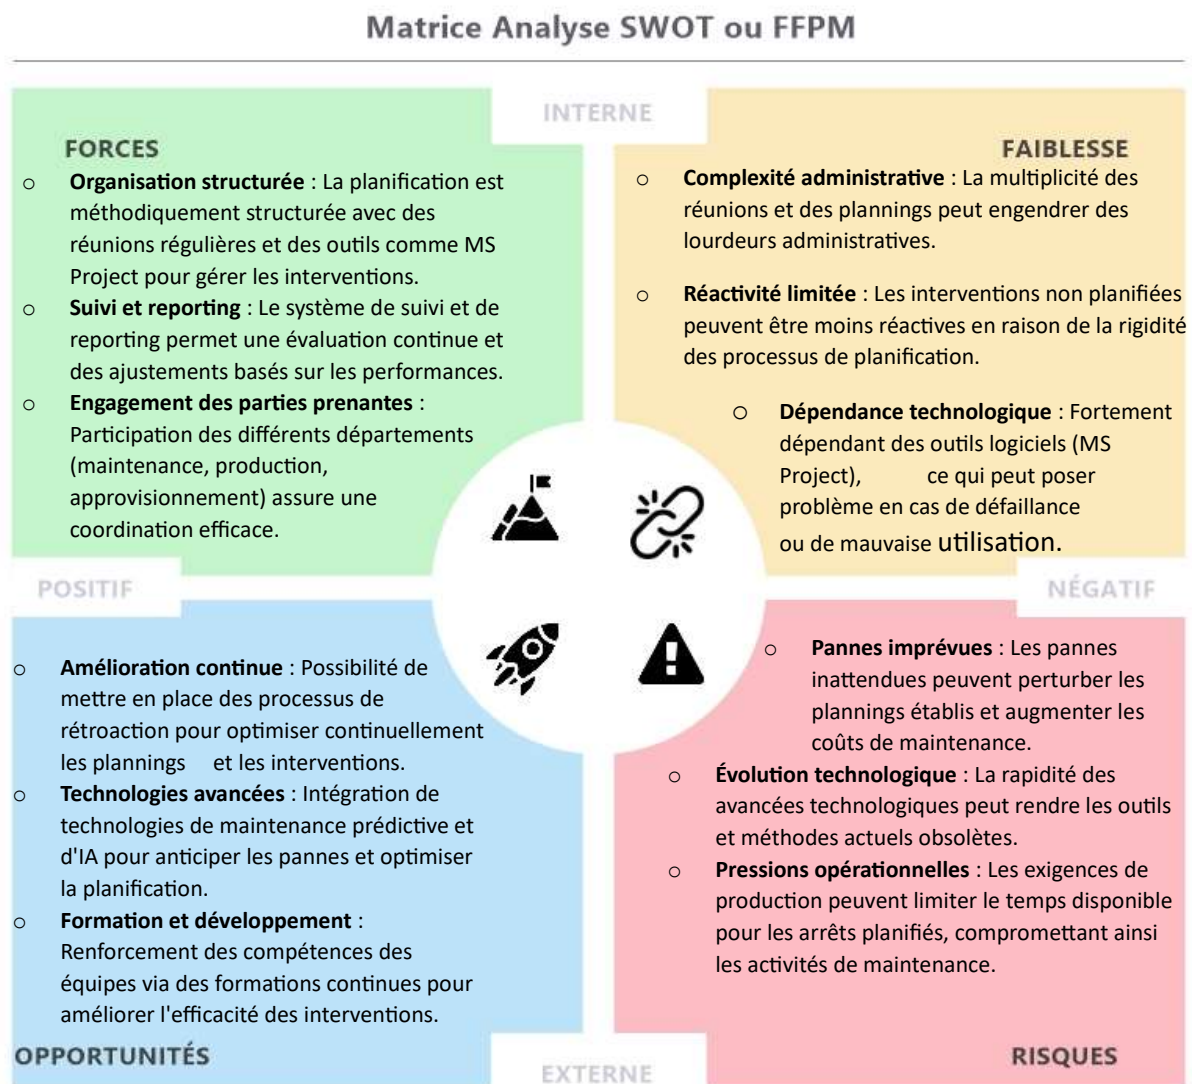 Matrice Analyse SWOT ou FFPM
INTERNE
FORCES
o Organisation structurée : La planification est
méthodiquement structurée avec des
réunions régulières et des outils comme MS
Project pour gérer les interventions.
o Suivi et reporting : Le système de suivi et de
reporting permet une évaluation continue et
des ajustements basés sur les performances.
o Engagement des parties prenantes :
Participation des différents départements
(maintenance, production,
approvisionnement) assure une
coordination efficace.
FAIBLESSE
o Complexité administrative : La multiplicité des
réunions et des plannings peut engendrer des
lourdeurs administratives.
o Réactivité limitée : Les interventions non planifiées
peuvent être moins réactives en raison de la rigidité
des processus de planification.
o Dépendance technologique : Fortement
dépendant des outils logiciels (MS
Project), ce qui peut poser
problème en cas de défaillance
ou de mauvaise utilisation.
POSITIF
NÉGATIF
o Amélioration continue : Possibilité de
mettre en place des processus de
rétroaction pour optimiser continuellement
les plannings et les interventions.
o Technologies avancées : Intégration de
technologies de maintenance prédictive et
d'IA pour anticiper les pannes et optimiser
la planification.
o Formation et développement :
Renforcement des compétences des
équipes via des formations continues pour
améliorer l'efficacité des interventions.
OPPORTUNITÉS
o Pannes imprévues : Les pannes
inattendues peuvent perturber les
plannings établis et augmenter les
coûts de maintenance.
o Évolution technologique : La rapidité des
avancées technologiques peut rendre les outils
et méthodes actuels obsolètes.
o Pressions opérationnelles : Les exigences de
production peuvent limiter le temps disponible
pour les arrêts planifiés, compromettant ainsi
les activités de maintenance.
RISQUES
EXTERNE